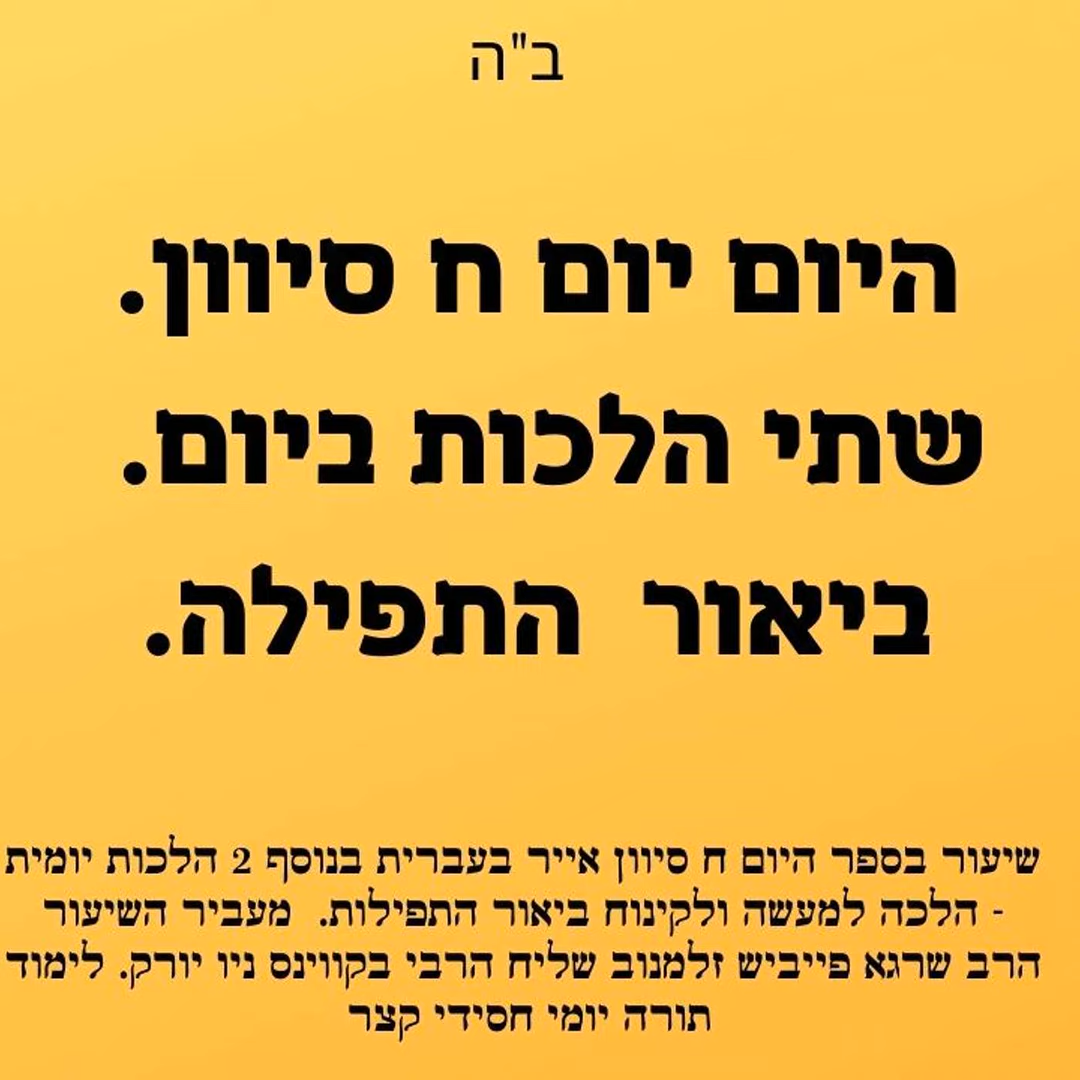 ב"ה
היום יום ח סיוון.
שתי הלכות ביום.
ביאור התפילה.
שיעור בספר היום ח סיוון אייר בעברית בנוסף 2 הלכות יומית
- הלכה למעשה ולקינוח ביאור התפילות. מעביר השיעור
הרב שרגא פייביש זלמנוב שליח הרבי בקווינס ניו יורק. לימוד
תורה יומי חסידי קצר